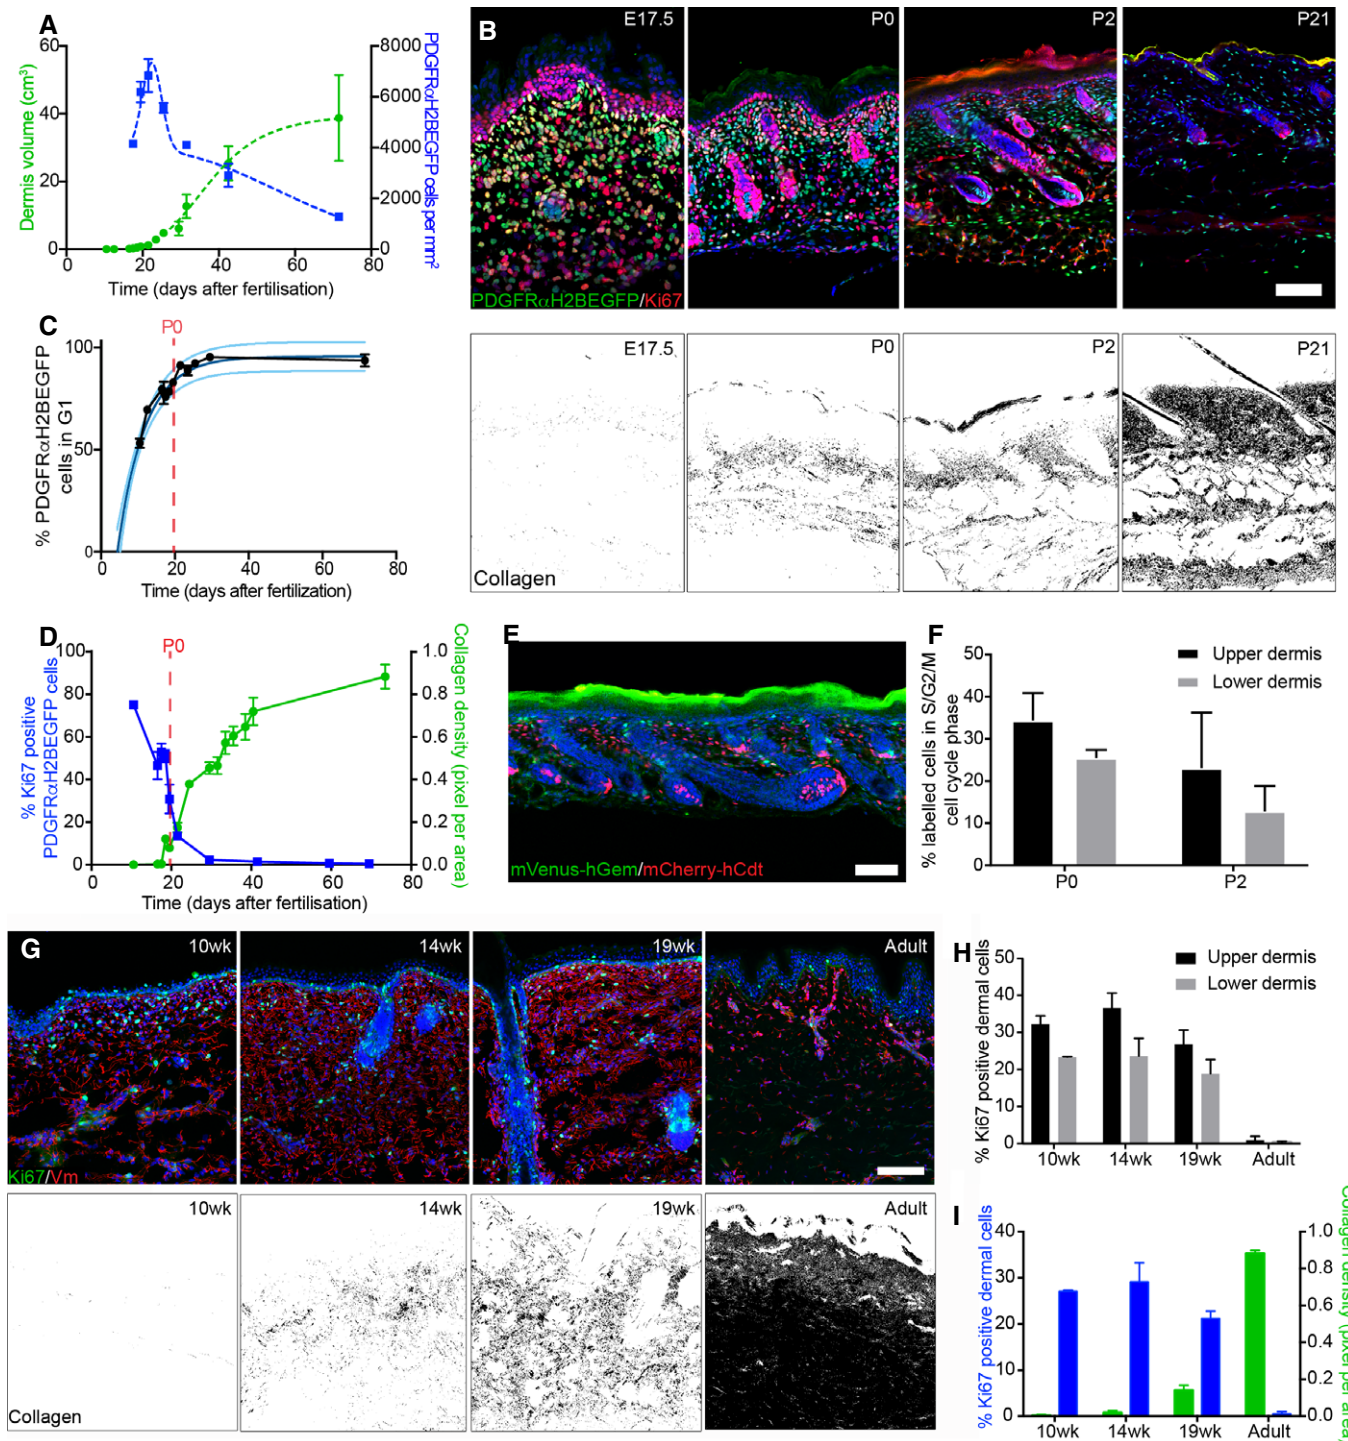 A
60
40
20
0
Dermis volume (cm³)
8000
6000
4000
2000
0
PDGFRαH2BEGFP cells per mm²
0 20 40 60 80
Time (days after fertilisation)
B
E17.5
P0
P2
P21
PDGFRαH2BEGFP/Ki67
E17.5
P0
P2
P21
Collagen
C
P0
100
50
0
% PDGFRαH2BEGFP
cells in G1
0 20 40 60 80
Time (days after fertilization)
D
P0
100
80
60
40
20
0
% Ki67 positive
PDGFRαH2BEGFP cells
1.0
0.8
0.6
0.4
0.2
0.0
Collagen density (pixel per area)
0 20 40 60 80
Time (days after fertilisation)
E
mVenus-hGem/mCherry-hCdt
F
50
40
30
20
10
0
% labelled cells in S/G2/M
cell cycle phase
Upper dermis
Lower dermis
P0 P2
G
10wk
14wk
19wk
Adult
Ki67/Vm
10wk
14wk
19wk
Adult
Collagen
H
50
40
30
20
10
0
% Ki67 positive dermal cells
Upper dermis
Lower dermis
10wk 14wk 19wk Adult
I
40
30
20
10
0
% Ki67 positive dermal cells
1.0
0.8
0.6
0.4
0.2
0.0
Collagen density (pixel per area)
10wk 14wk 19wk Adult